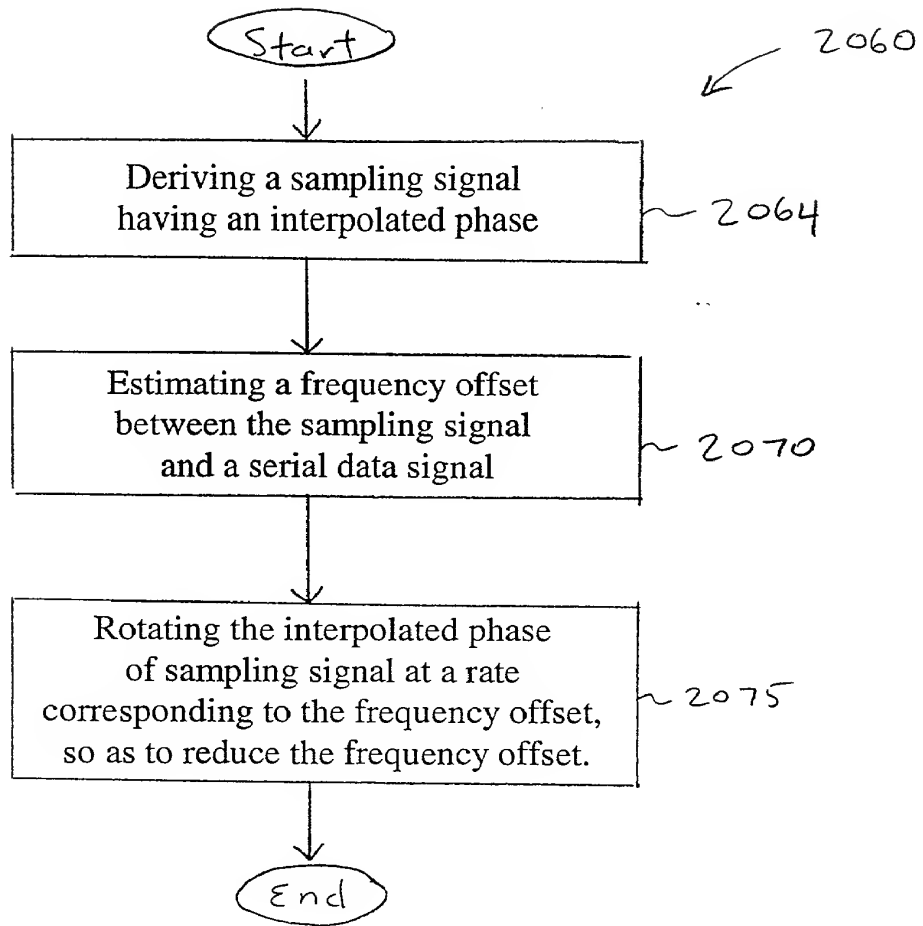 Start
2060
Deriving a sampling signal
having an interpolated phase
2064
Estimating a frequency offset
between the sampling signal
and a serial data signal
2070
Rotating the interpolated phase
of sampling signal at a rate
corresponding to the frequency offset,
so as to reduce the frequency offset.
2075
End